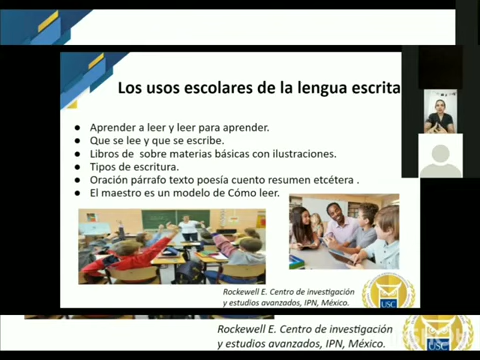 Los usos escolares de la lengua escrita
● Aprender a leer y leer para aprender.
● Que se lee y que se escribe.
● Libros de  sobre materias básicas con ilustraciones.
● Tipos de escritura.
● Oración párrafo texto poesía cuento resumen etcétera .
● El maestro es un modelo de Cómo leer.
Rockewell E. Centro de investigación
y estudios avanzados, IPN, México.
USC
Rockewell E. Centro de investigación
y estudios avanzados, IPN, México.
USC